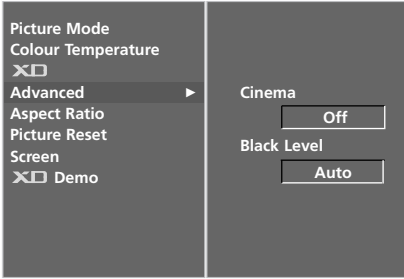 Picture Mode
Colour Temperature
XD
Advanced ►
Aspect Ratio
Picture Reset
Screen
XD Demo
Cinema
Off
Black Level
Auto